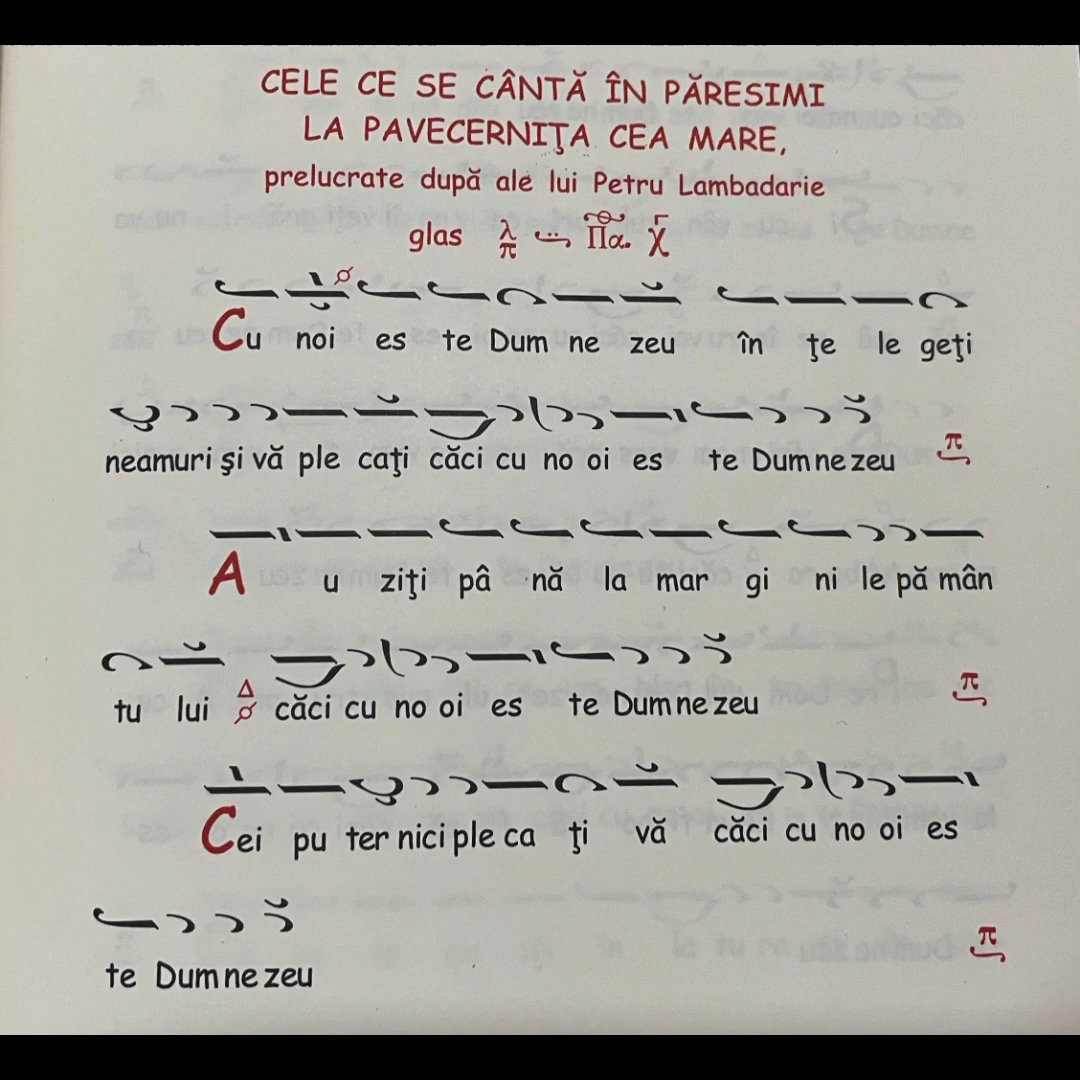 CELE CE SE CÂNTĂ ÎN PĂRESIMI
LA PAVECERNIŢA CEA MARE,
prelucrate după ale lui Petru Lambadarie
glas λ π Πα. χ
Cu noi es te Dum ne zeu în ţe le geţi
neamuri şi vă ple caţi căci cu no oi es te Dum ne zeu π
A u ziţi pâ nă la mar gi ni le pă mân
tu lui Δ căci cu no oi es te Dum ne zeu π
Cei pu ter nici ple ca ţi vă căci cu no oi es
te Dum ne zeu π